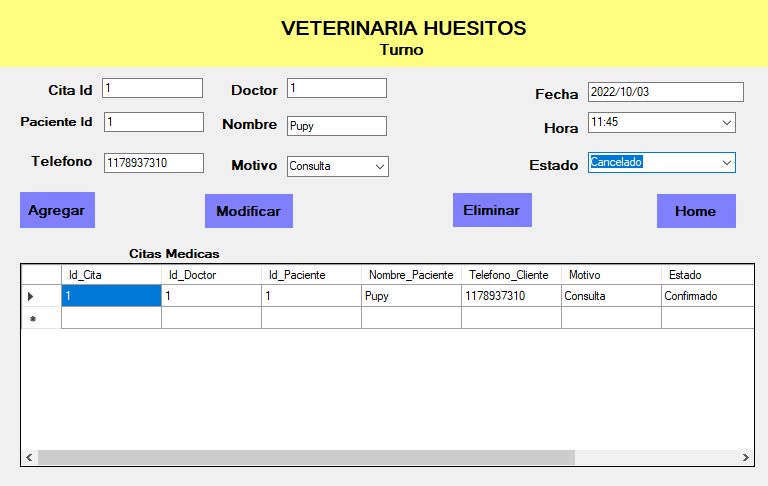 VETERINARIA HUESITOS
Turno
Cita Id 1 Doctor 1 Fecha 2022/10/03
Paciente Id 1 Nombre Pupy Hora 11:45
Telefono 1178937310 Motivo Consulta Estado Cancelado
Agregar Modificar Eliminar Home
Citas Medicas
Id_Cita Id_Doctor Id_Paciente Nombre_Paciente Telefono_Cliente Motivo Estado
1 1 1 Pupy 1178937310 Consulta Confirmado